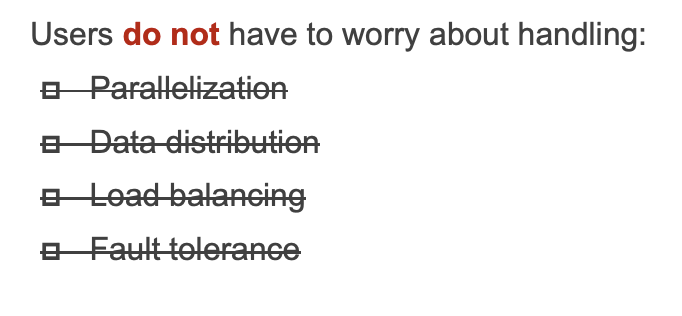 Users do not have to worry about handling:
Parallelization
Data distribution
Load balancing
Fault tolerance